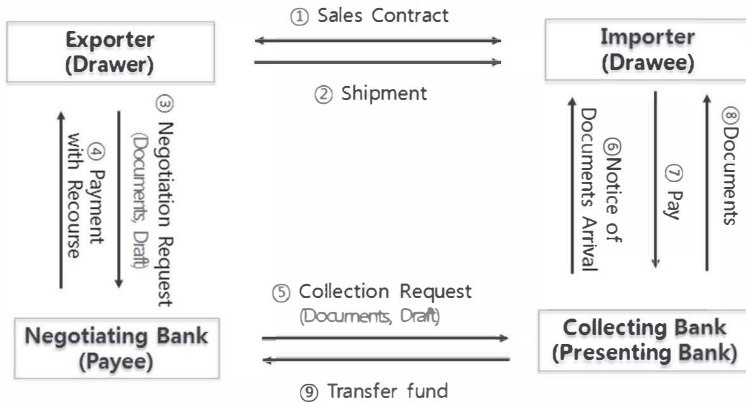 ① Sales Contract
Exporter
(Drawer)
Importer
(Drawee)
② Shipment
③ Negotiation Request
(Documents, Draft)
④ Payment
with Recourse
⑥Notice of
Documents Arrival
⑦ Pay
⑧Documents
⑤ Collection Request
(Documents, Draft)
Negotiating Bank
(Payee)
Collecting Bank
(Presenting Bank)
⑨ Transfer fund